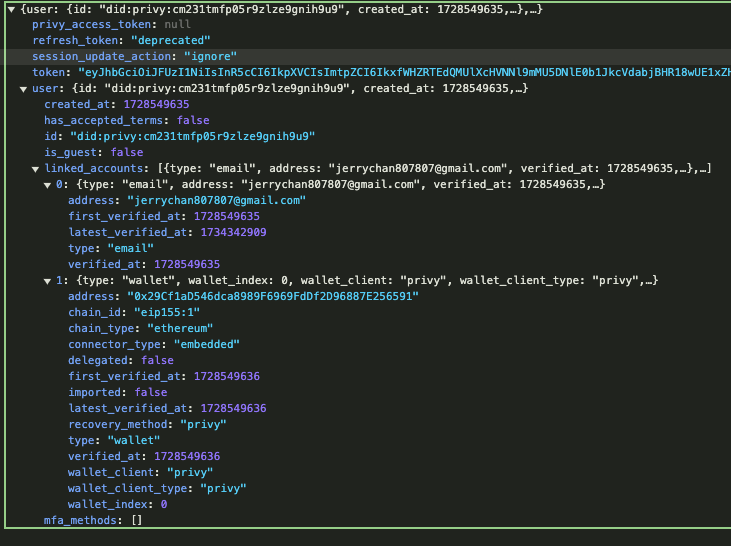 {user: {id: "did:privy:cm231tmfp05r9zlze9gnih9u9", created_at: 1728549635,…},…}
privy_access_token: null
refresh_token: "deprecated"
session_update_action: "ignore"
token: "eyJhbGciOiJFUzI1NiIsInR5cCI6IkpXVCIsImtpZCI6IkxfWHZRTEdQMUlXcHVNNl9mMU5DNlE0b1JkcVdabjBHR18wUE1xZH
user: {id: "did:privy:cm231tmfp05r9zlze9gnih9u9", created_at: 1728549635,…}
created_at: 1728549635
has_accepted_terms: false
id: "did:privy:cm231tmfp05r9zlze9gnih9u9"
is_guest: false
linked_accounts: [{type: "email", address: "jerrychan807807@gmail.com", verified_at: 1728549635,…},…]
0: {type: "email", address: "jerrychan807807@gmail.com", verified_at: 1728549635,…}
address: "jerrychan807807@gmail.com"
first_verified_at: 1728549635
latest_verified_at: 1734342909
type: "email"
verified_at: 1728549635
1: {type: "wallet", wallet_index: 0, wallet_client: "privy", wallet_client_type: "privy",…}
address: "0x29Cf1aD546dca8989F6969FdDf2D96887E256591"
chain_id: "eip155:1"
chain_type: "ethereum"
connector_type: "embedded"
delegated: false
first_verified_at: 1728549636
imported: false
latest_verified_at: 1728549636
recovery_method: "privy"
type: "wallet"
verified_at: 1728549636
wallet_client: "privy"
wallet_client_type: "privy"
wallet_index: 0
mfa_methods: []